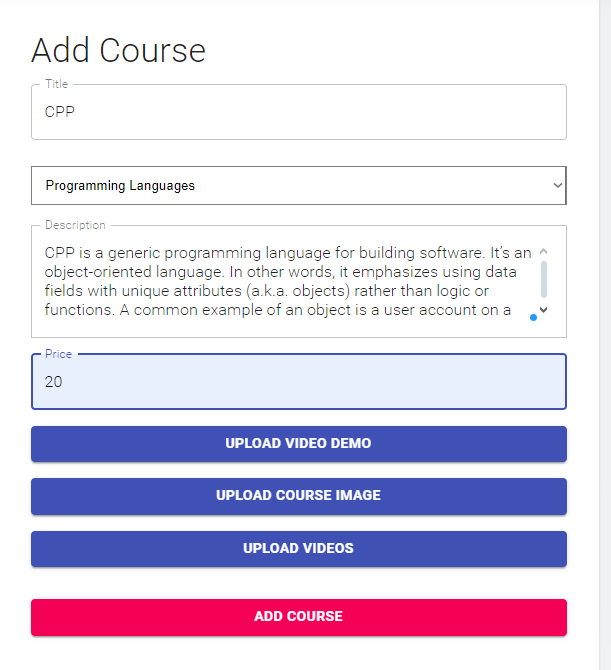 Add Course
Title
CPP
Programming Languages
Description
CPP is a generic programming language for building software. It’s an
object-oriented language. In other words, it emphasizes using data
fields with unique attributes (a.k.a. objects) rather than logic or
functions. A common example of an object is a user account on a
Price
20
UPLOAD VIDEO DEMO
UPLOAD COURSE IMAGE
UPLOAD VIDEOS
ADD COURSE